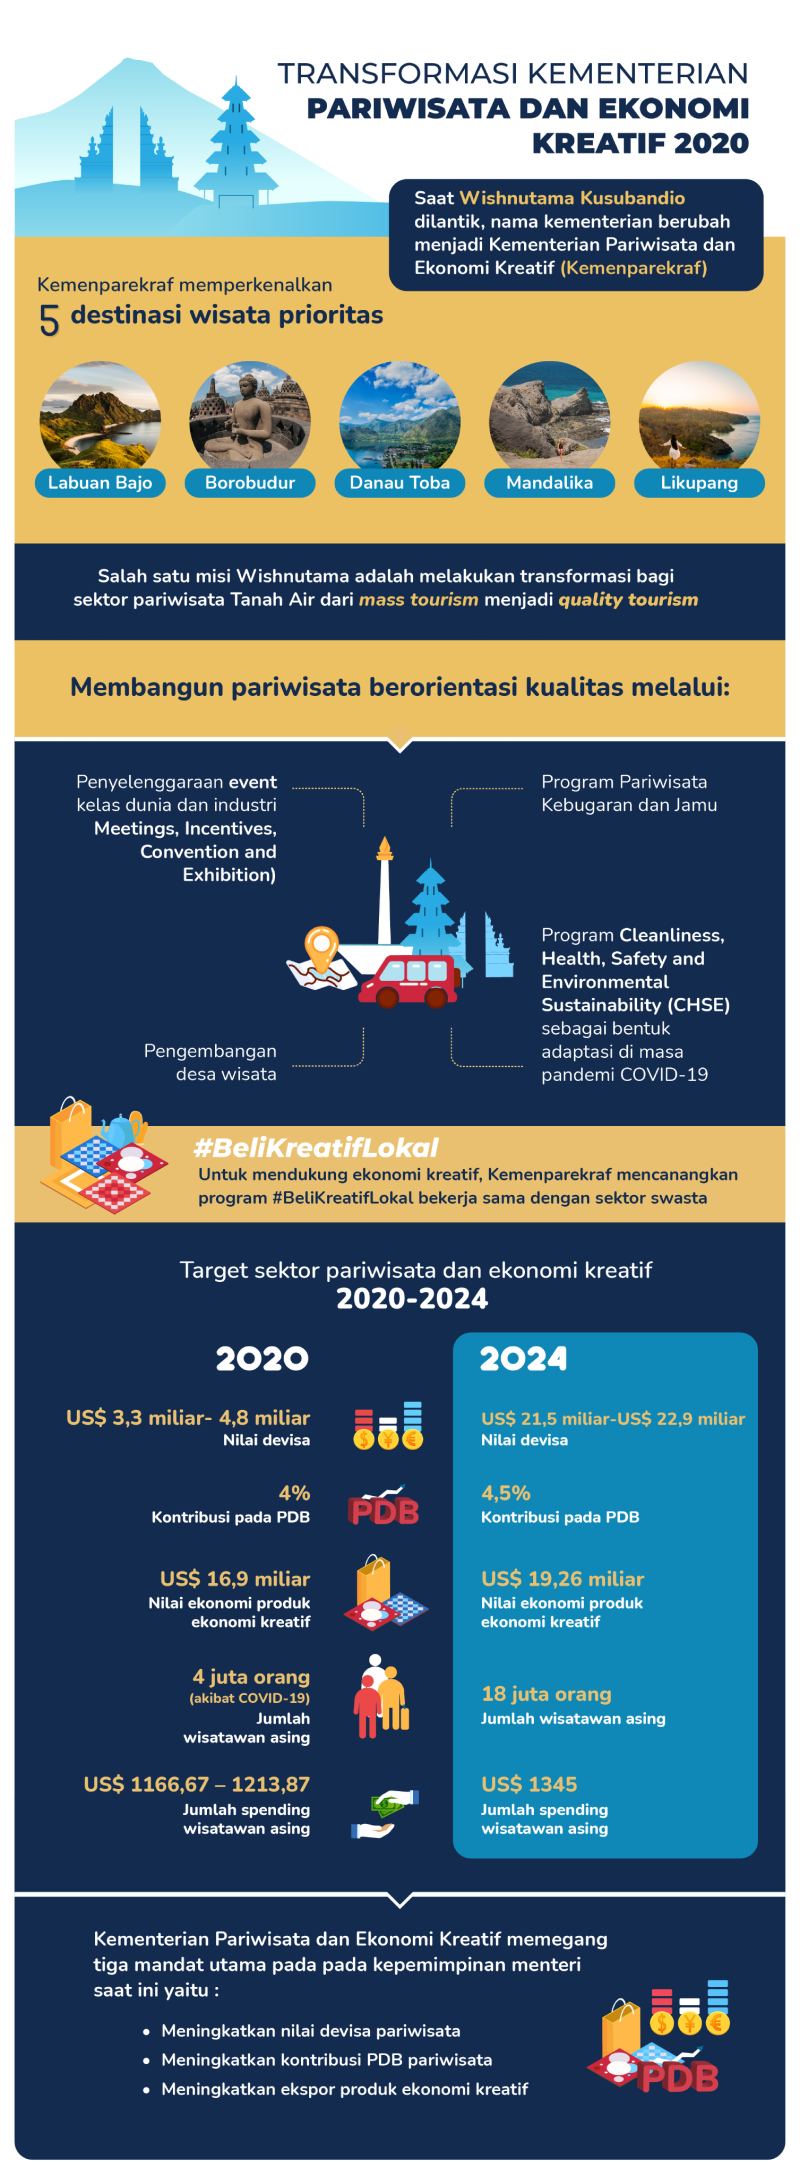 TRANSFORMASI KEMENTERIAN
PARIWISATA DAN EKONOMI
KREATIF 2020
Saat Wishnutama Kusubandio
dilantik, nama kementerian berubah
menjadi Kementerian Pariwisata dan
Ekonomi Kreatif (Kemenparekraf)
Kemenparekraf memperkenalkan
5 destinasi wisata prioritas
Labuan Bajo
Borobudur
Danau Toba
Mandalika
Likupang
Salah satu misi Wishnutama adalah melakukan transformasi bagi
sektor pariwisata Tanah Air dari mass tourism menjadi quality tourism
Membangun pariwisata berorientasi kualitas melalui:
Penyelenggaraan event
kelas dunia dan industri
Meetings, Incentives,
Convention and
Exhibition)
Program Pariwisata
Kebugaran dan Jamu
Program Cleanliness,
Health, Safety and
Environmental
Sustainability (CHSE)
sebagai bentuk
adaptasi di masa
pandemi COVID-19
Pengembangan
desa wisata
#BeliKreatifLokal
Untuk mendukung ekonomi kreatif, Kemenparekraf mencanangkan
program #BeliKreatifLokal bekerja sama dengan sektor swasta
Target sektor pariwisata dan ekonomi kreatif
2020-2024
2020
US$ 3,3 miliar- 4,8 miliar
Nilai devisa
4%
Kontribusi pada PDB
PDB
US$ 16,9 miliar
Nilai ekonomi produk
ekonomi kreatif
4 juta orang
(akibat COVID-19)
Jumlah
wisatawan asing
US$ 1166,67 – 1213,87
Jumlah spending
wisatawan asing
2024
US$ 21,5 miliar-US$ 22,9 miliar
Nilai devisa
4,5%
Kontribusi pada PDB
US$ 19,26 miliar
Nilai ekonomi produk
ekonomi kreatif
18 juta orang
Jumlah wisatawan asing
US$ 1345
Jumlah spending
wisatawan asing
Kementerian Pariwisata dan Ekonomi Kreatif memegang
tiga mandat utama pada pada kepemimpinan menteri
saat ini yaitu :
• Meningkatkan nilai devisa pariwisata
• Meningkatkan kontribusi PDB pariwisata
• Meningkatkan ekspor produk ekonomi kreatif
PDB